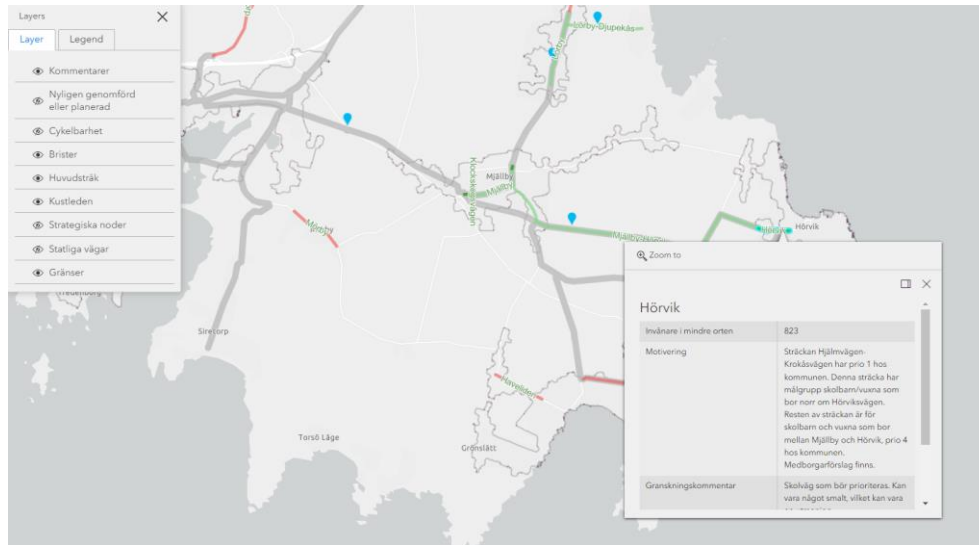 Layers
Layer
Legend
Kommentarer
Nyligen genomförd
eller planerad
Cykelbarhet
Brister
Huvudstråk
Kustleden
Strategiska noder
Statliga vägar
Gränser
Siretorp
Torsö Läge
Grönslätt
Mjällby
Mjällby
Klockskensvägen
Hörvik
Zoom to
Hörvik
Invånare i mindre orten
823
Motivering
Sträckan Hjälmvägen-
Krokåsvägen har prio 1 hos
kommunen. Denna sträcka har
målgrupp skolbarn/vuxna som
bor norr om Hörviksvägen.
Resten av sträckan är för
skolbarn och vuxna som bor
mellan Mjällby och Hörvik, prio 4
hos kommunen.
Medborgarförslag finns.
Granskningskommentar
Skolväg som bör prioriteras. Kan
vara något smalt, vilket kan vara